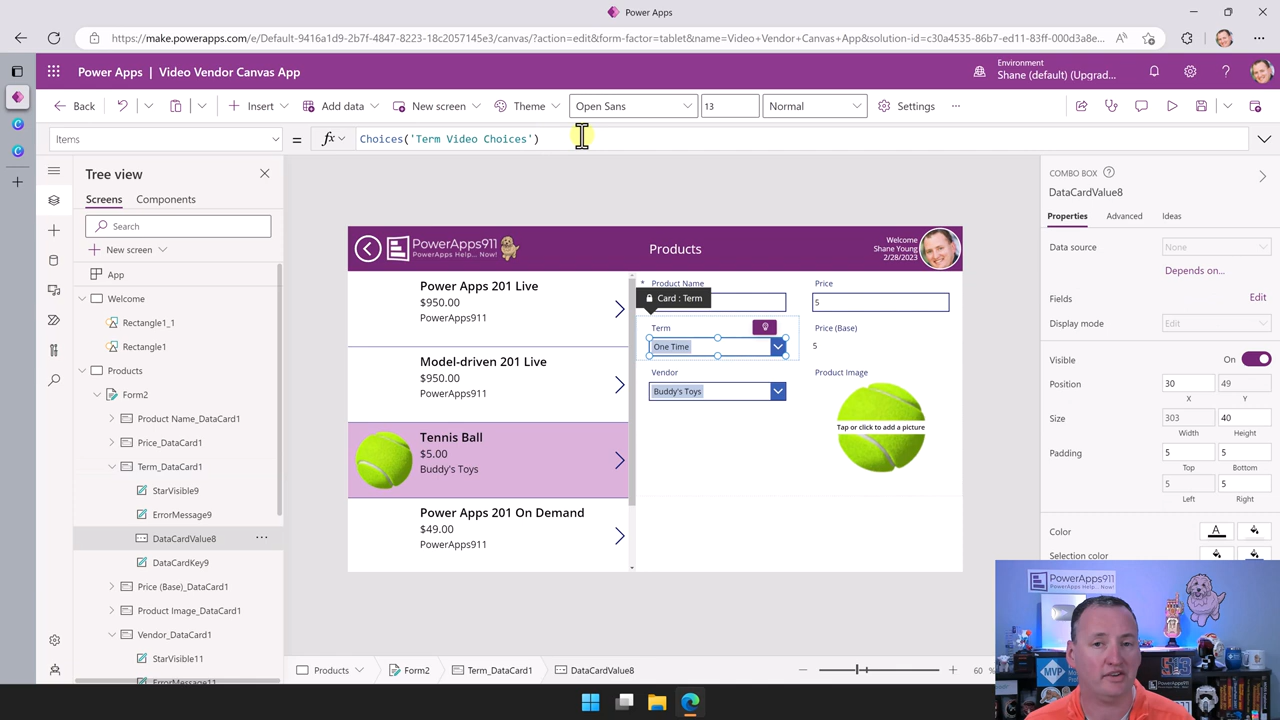 Power Apps
https://make.powerapps.com/e/Default-9416a1d9-2b7f-4847-8223-18c2057145e3/canvas/?action=edit&form-factor=tablet&name=Video+Vendor+Canvas+App&solution-id=c30a4535-86b7-ed11-83ff-000d3a8e...
Power Apps | Video Vendor Canvas App
Environment
Shane (default) (Upgrad...
Back
Insert
Add data
New screen
Theme
Open Sans
13
Normal
Settings
Items
=
fx
Choices('Term Video Choices')
Tree view
Screens
Components
Search
New screen
App
Welcome
Rectangle1_1
Rectangle1
Products
Form2
Product Name_DataCard1
Price_DataCard1
Term_DataCard1
StarVisible9
ErrorMessage9
DataCardValue8
DataCardKey9
Price (Base)_DataCard1
Product Image_DataCard1
Vendor_DataCard1
StarVisible11
ErrorMessage11
PowerApps911
PowerApps Help... Now!
Products
Welcome
Shane Young
2/28/2023
Power Apps 201 Live
$950.00
PowerApps911
Model-driven 201 Live
$950.00
PowerApps911
Tennis Ball
$5.00
Buddy's Toys
Power Apps 201 On Demand
$49.00
PowerApps911
* Product Name
Price
Card : Term
5
Term
Price (Base)
One Time
5
Vendor
Product Image
Buddy's Toys
Tap or click to add a picture
COMBO BOX
DataCardValue8
Properties
Advanced
Ideas
Data source
None
Depends on...
Fields
Edit
Display mode
Edit
Visible
On
Position
30
49
X
Y
Size
303
40
Width
Height
Padding
5
5
Top
Bottom
5
5
Left
Right
Color
A
Selection color
Products
Form2
Term_DataCard1
DataCardValue8
60 %
PowerApps911
PowerApps Help... Now!
MVP